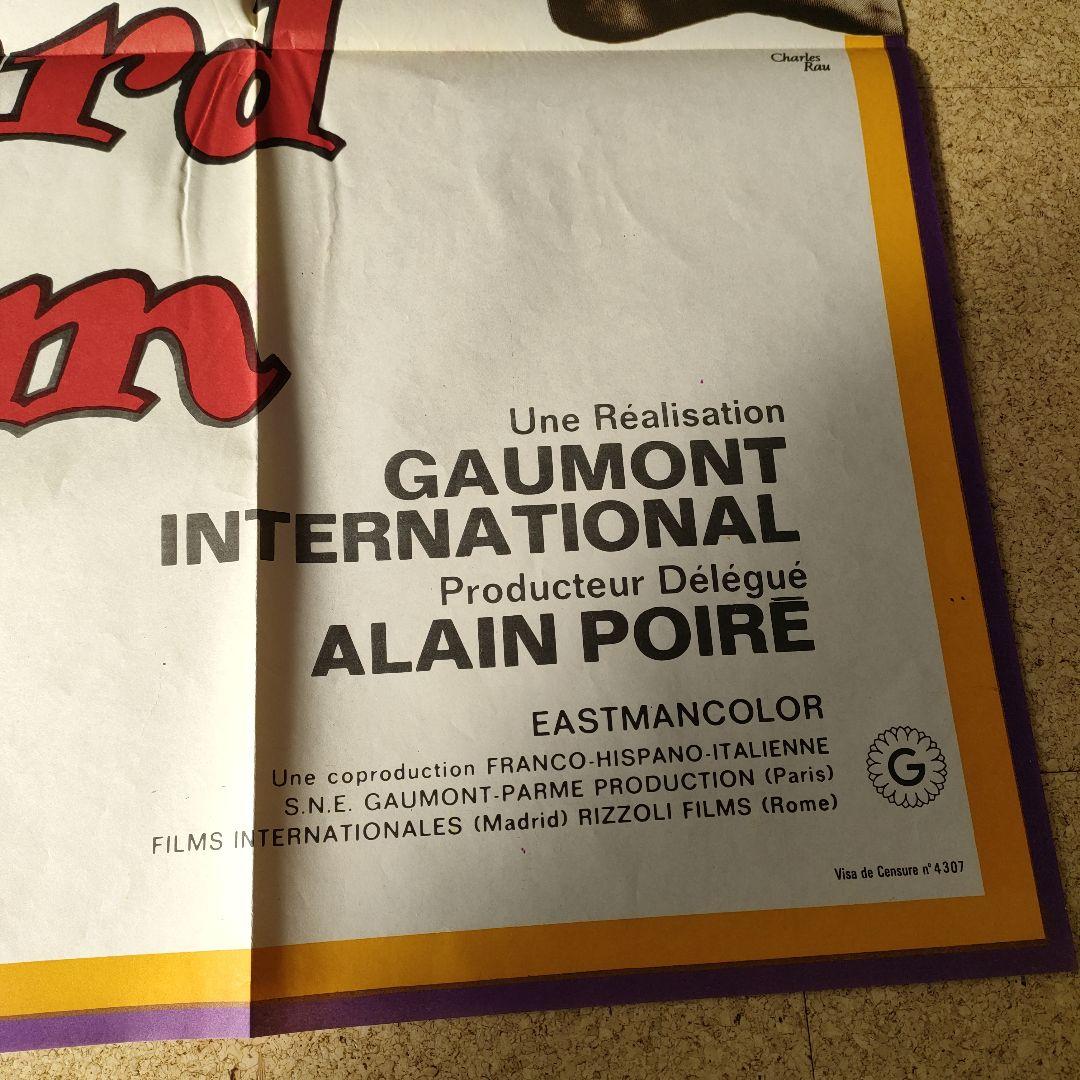 rd
Charles
Rau
m
Une Réalisation
GAUMONT
INTERNATIONAL
Producteur Délégué
ALAIN POIRÉ
EASTMANCOLOR
Une coproduction FRANCO-HISPANO-ITALIENNE
S.N.E. GAUMONT-PARME PRODUCTION (Paris)
FILMS INTERNATIONALES (Madrid) RIZZOLI FILMS (Rome)
G
Visa de Censure n° 4307